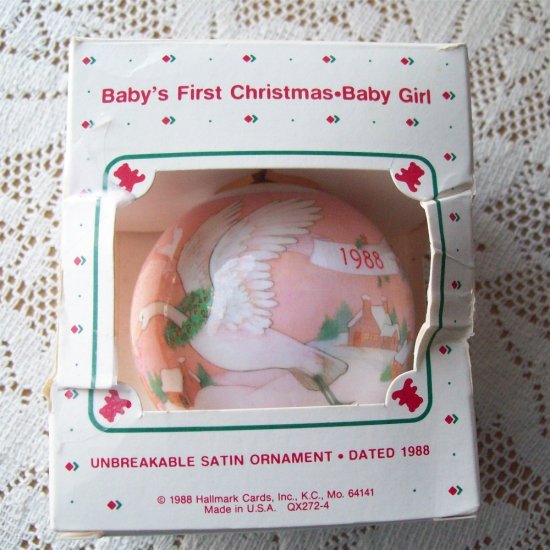 Baby's First Christmas•Baby Girl
1988
UNBREAKABLE SATIN ORNAMENT • DATED 1988
© 1988 Hallmark Cards, Inc., K.C., Mo. 64141
Made in U.S.A. QX272-4